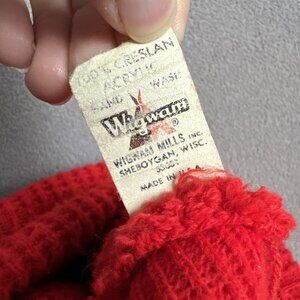 100% CRESLAN
ACRYLIC
HAND WASH
Wigwam
®
WIGWAM MILLS INC.
SHEBOYGAN, WISC.
MADE IN U.S.A.